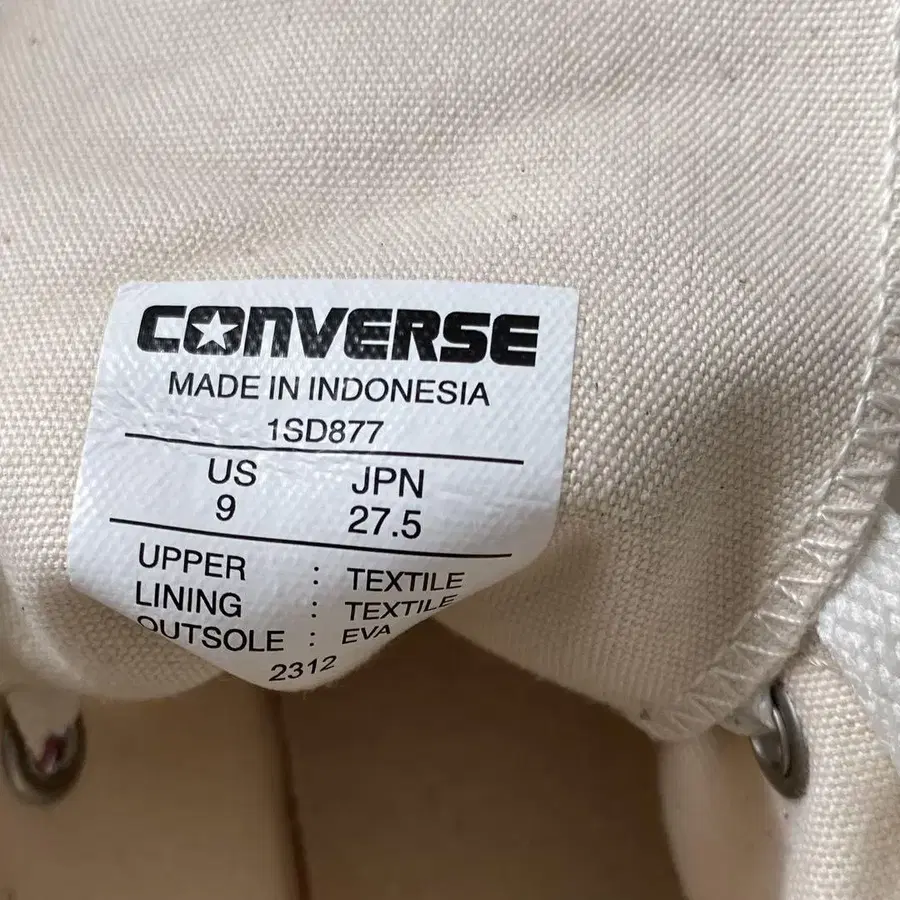 CONVERSE
MADE IN INDONESIA
1SD877
US JPN
9 27.5
UPPER : TEXTILE
LINING : TEXTILE
OUTSOLE : EVA
2312